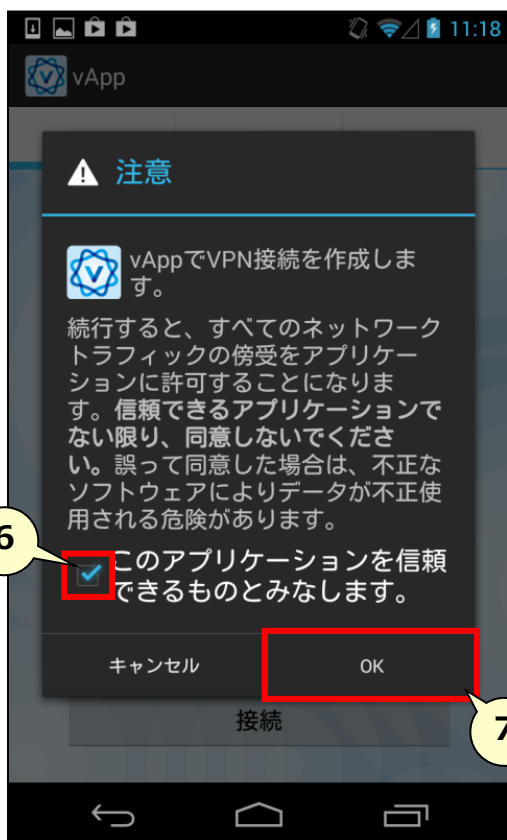 11:18
vApp
注意
vAppでVPN接続を作成しま
す。
続行すると、すべてのネットワーク
トラフィックの傍受をアプリケー
ションに許可することになりま
す。信頼できるアプリケーションで
ない限り、同意しないでくださ
い。誤って同意した場合は、不正な
ソフトウェアによりデータが不正使
用される危険があります。
6
このアプリケーションを信頼
できるものとみなします。
キャンセル
OK
接続
7